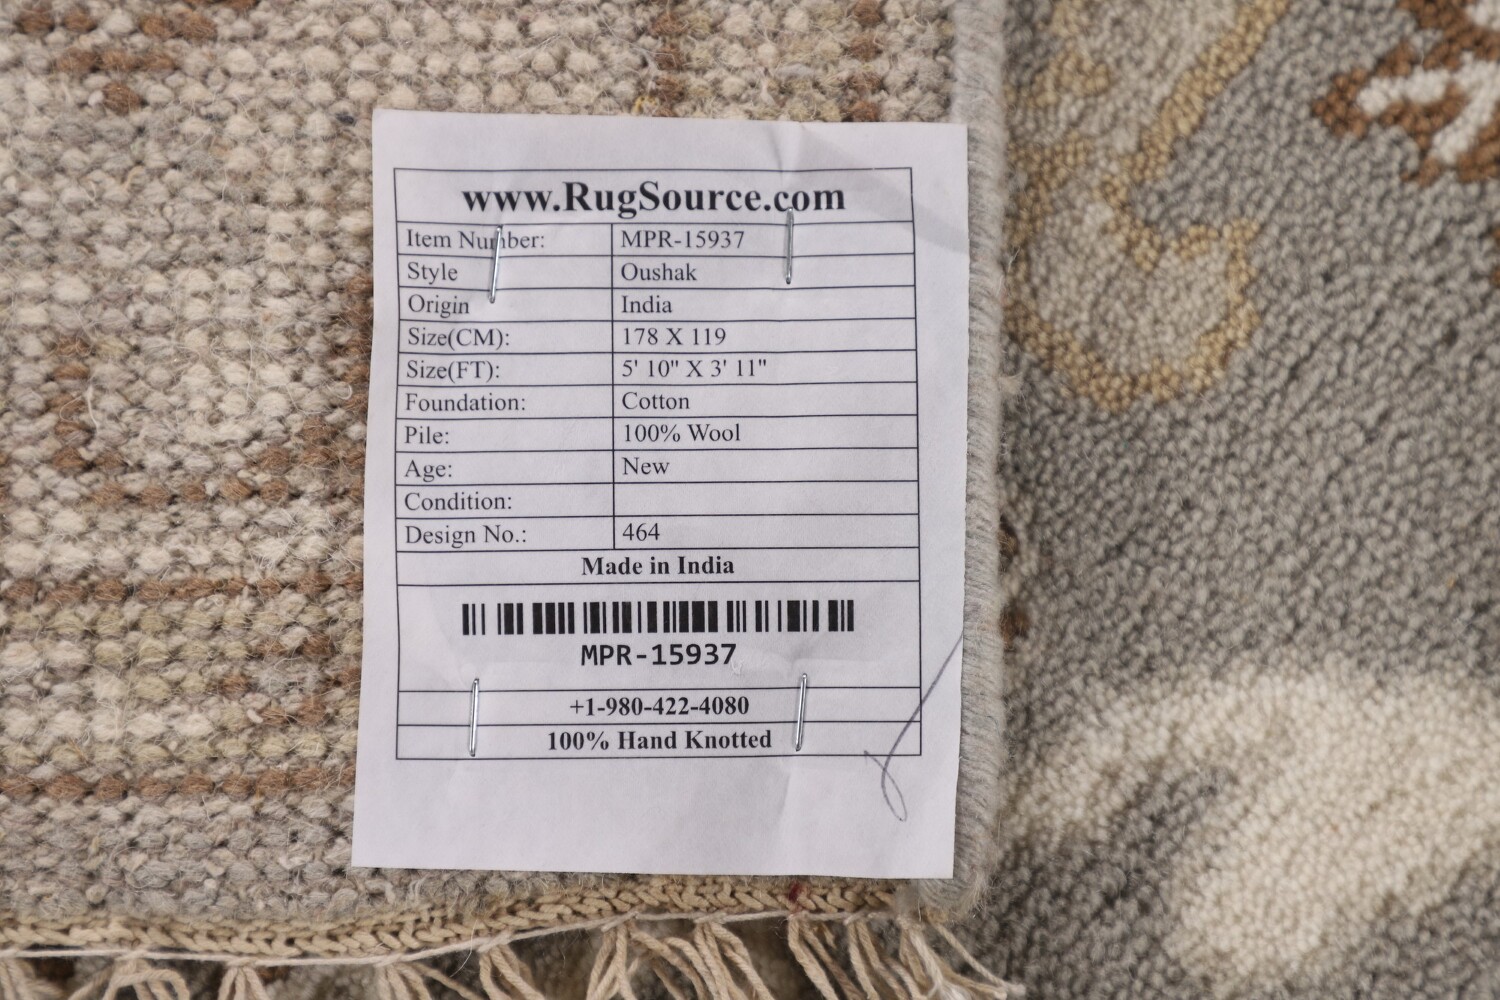 www.RugSource.com
Item Number: MPR-15937
Style Oushak
Origin India
Size(CM): 178 X 119
Size(FT): 5' 10" X 3' 11"
Foundation: Cotton
Pile: 100% Wool
Age: New
Condition:
Design No.: 464
Made in India
MPR-15937
+1-980-422-4080
100% Hand Knotted